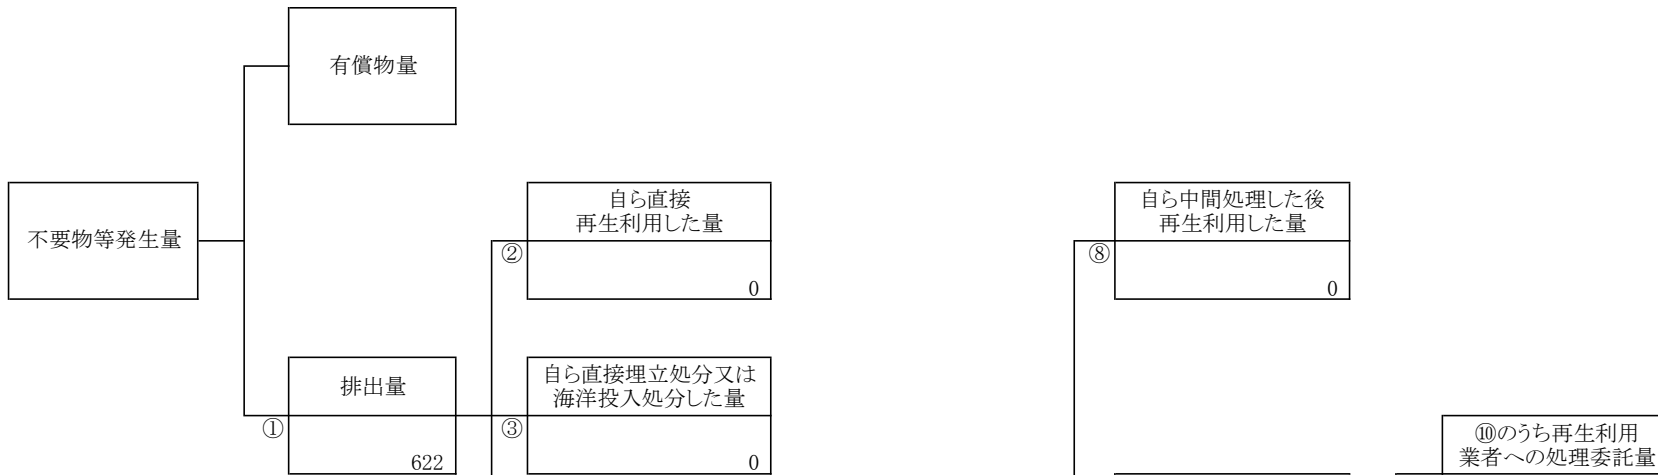 有償物量
不要物等発生量
自ら直接
再生利用した量
②
0
自ら中間処理した後
再生利用した量
⑧
0
排出量
①
622
自ら直接埋立処分又は
海洋投入処分した量
③
0
⑩のうち再生利用
業者への処理委託量